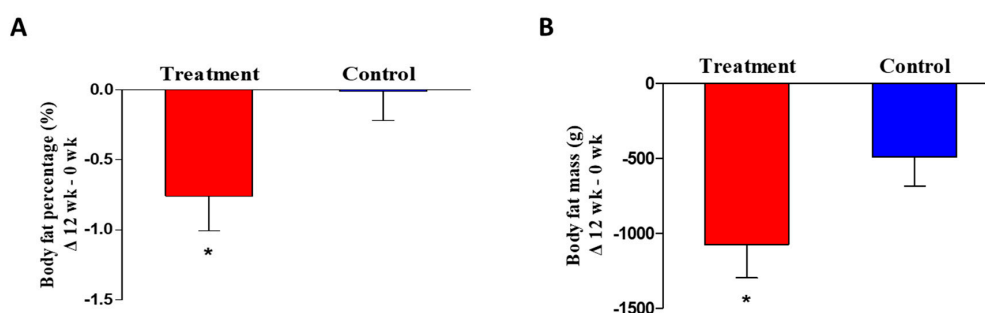 A
Treatment
Control
0.0
-0.5
-1.0
-1.5
Body fat percentage (%)
Δ 12 wk - 0 wk
*
B
Treatment
Control
0
-500
-1000
-1500
Body fat mass (g)
Δ 12 wk - 0 wk
*